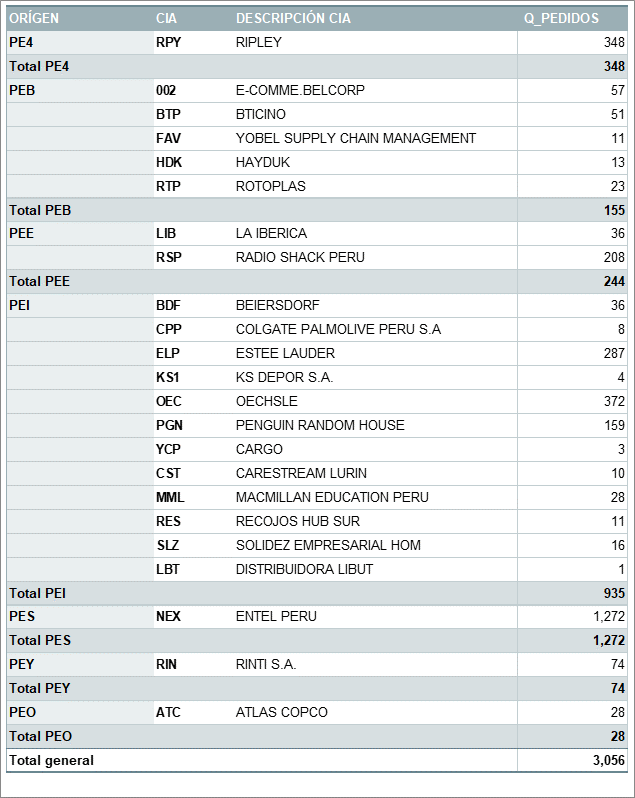 ORÍGEN CIA DESCRIPCIÓN CIA Q_PEDIDOS
PE4 RPY RIPLEY 348
Total PE4 348
PEB 002 E-COMME.BELCORP 57
BTP BTICINO 51
FAV YOBEL SUPPLY CHAIN MANAGEMENT 11
HDK HAYDUK 13
RTP ROTOPLAS 23
Total PEB 155
PEE LIB LA IBERICA 36
RSP RADIO SHACK PERU 208
Total PEE 244
PEI BDF BEIERSDORF 36
CPP COLGATE PALMOLIVE PERU S.A 8
ELP ESTEE LAUDER 287
KS1 KS DEPOR S.A. 4
OEC OECHSLE 372
PGN PENGUIN RANDOM HOUSE 159
YCP CARGO 3
CST CARESTREAM LURIN 10
MML MACMILLAN EDUCATION PERU 28
RES RECOJOS HUB SUR 11
SLZ SOLIDEZ EMPRESARIAL HOM 16
LBT DISTRIBUIDORA LIBUT 1
Total PEI 935
PES NEX ENTEL PERU 1,272
Total PES 1,272
PEY RIN RINTI S.A. 74
Total PEY 74
PEO ATC ATLAS COPCO 28
Total PEO 28
Total general 3,056